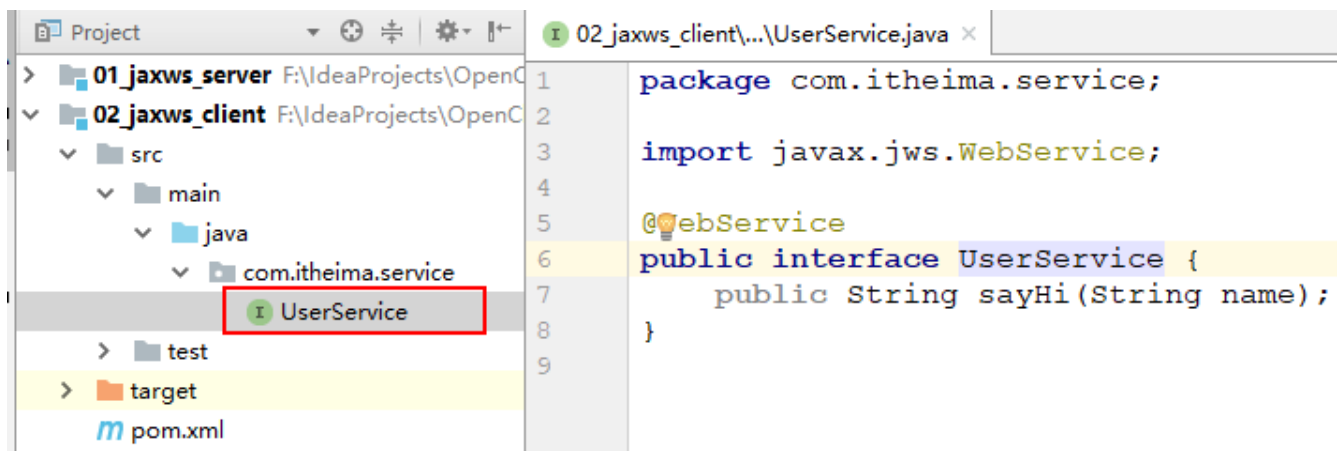 Project
01_jaxws_server F:\IdeaProjects\OpenC
02_jaxws_client F:\IdeaProjects\OpenC
src
main
java
com.itheima.service
I UserService
test
target
m pom.xml
I 02_jaxws_client\...\UserService.java ×
1 package com.itheima.service;
2
3 import javax.jws.WebService;
4
5 @WebService
6 public interface UserService {
7 public String sayHi(String name);
8 }
9